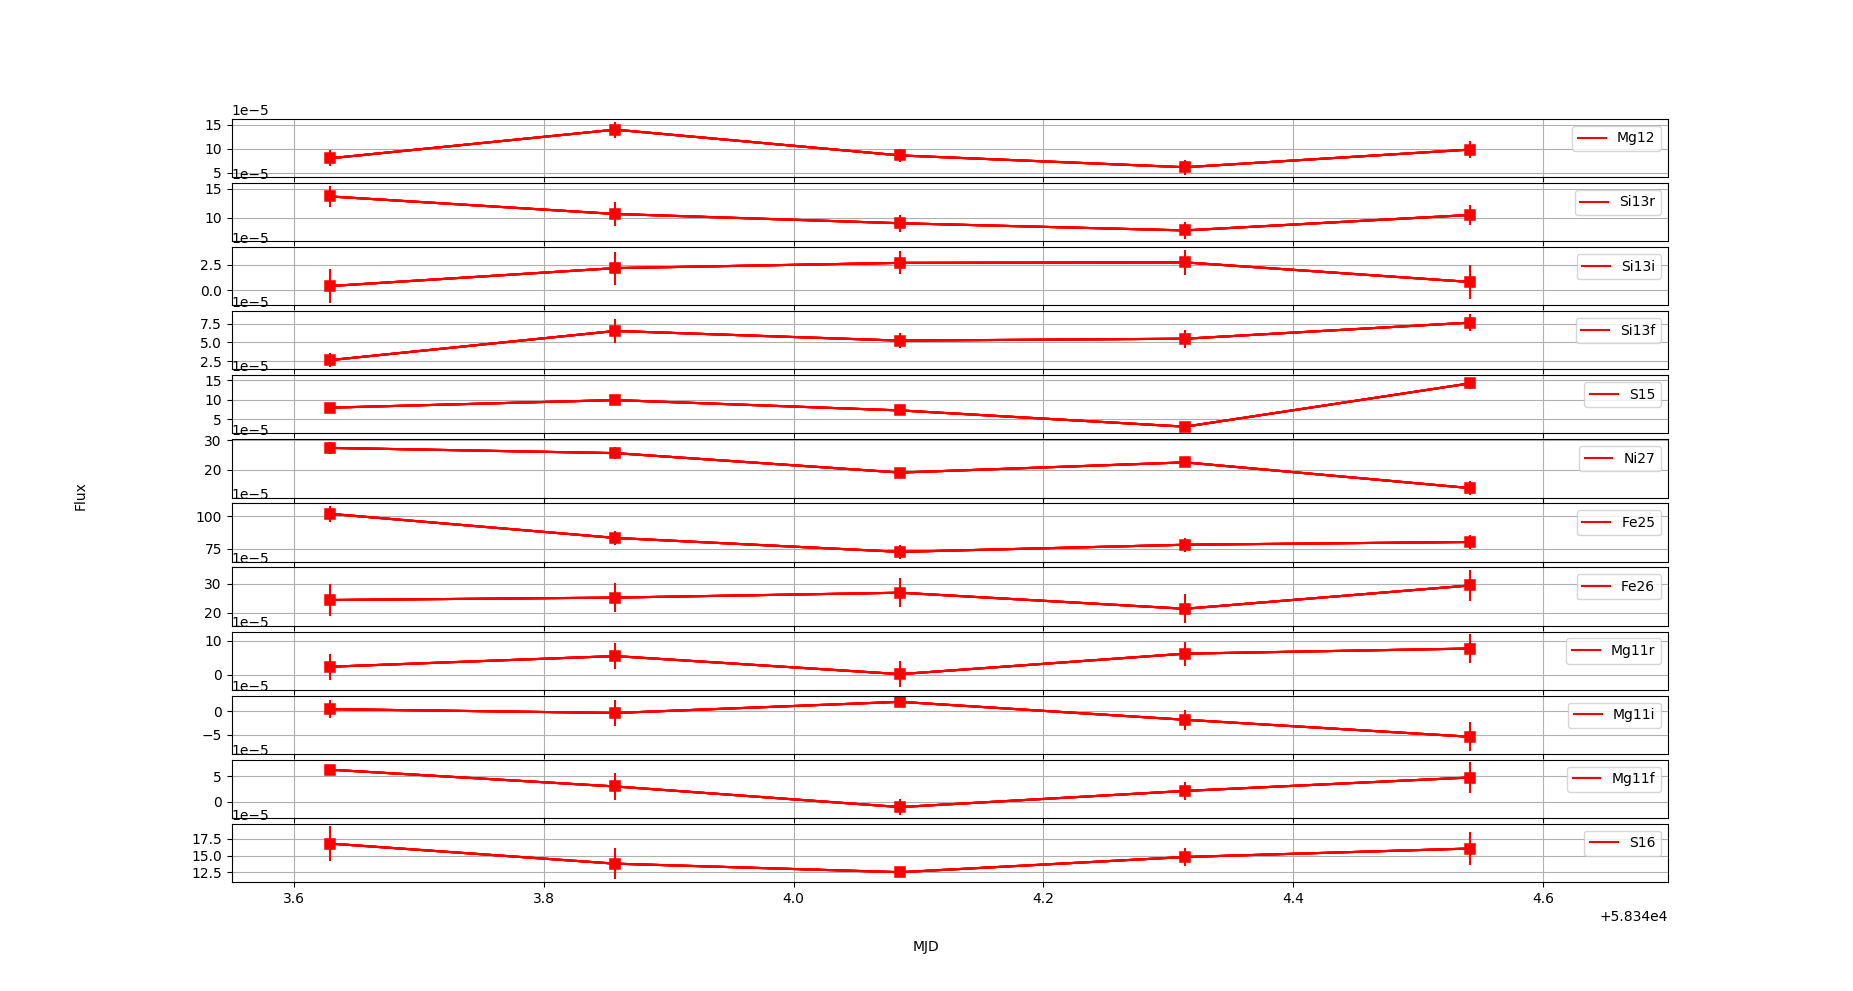 1e−5
15
10
5
Mg12
1e−5
15
10
Si13r
1e−5
2.5
0.0
Si13i
1e−5
7.5
5.0
2.5
Si13f
1e−5
15
10
5
S15
1e−5
30
20
Ni27
1e−5
100
75
Fe25
1e−5
30
20
Fe26
1e−5
10
0
Mg11r
1e−5
0
−5
Mg11i
1e−5
5
0
Mg11f
1e−5
17.5
15.0
12.5
S16
3.6 3.8 4.0 4.2 4.4 4.6
+5.834e4
MJD
Flux